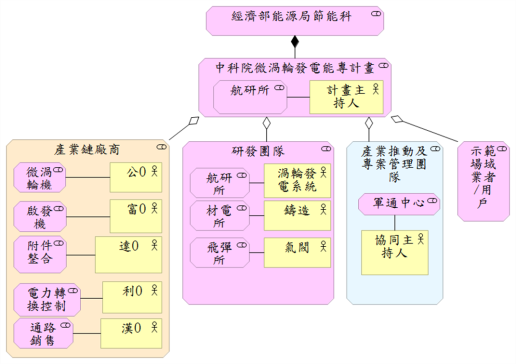 經濟部能源局節能科
中科院微渦輪發電能專計畫
航研所
計畫主
持人
產業鏈廠商
微渦
輪機
公O
啟發
機
富O
附件
整合
達O
電力轉
換控制
利O
通路
銷售
漢O
研發團隊
航研
所
渦輪發
電系統
材電
所
鑄造
飛彈
所
氣閥
產業推動及
專案管理團
隊
軍通中心
協同主
持人
示範
場域
業者/
用戶